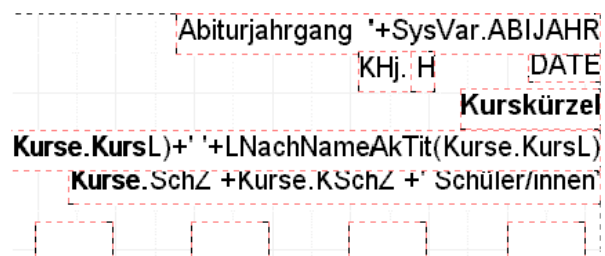 Abiturjahrgang '+SysVar.ABIJAHR
KHj. H DATE
Kurskürzel
Kurse.KursL)+' '+LNachNameAkTit(Kurse.KursL)
Kurse.SchZ +Kurse.KSchZ +' Schüler/innen'